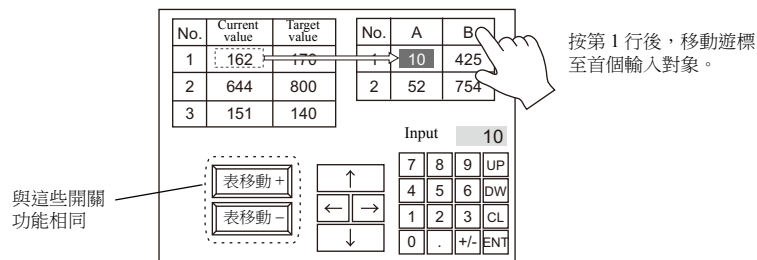 No. Current value Target value
1 162 170
2 644 800
3 151 140
No. A B
1 10 425
2 52 754
按第 1 行後，移動遊標
至首個輸入對象。
Input 10
7 8 9 UP
4 5 6 DW
1 2 3 CL
0 . +/- ENT
表移動 +
表移動 −
↑
← →
↓
與這些開關
功能相同